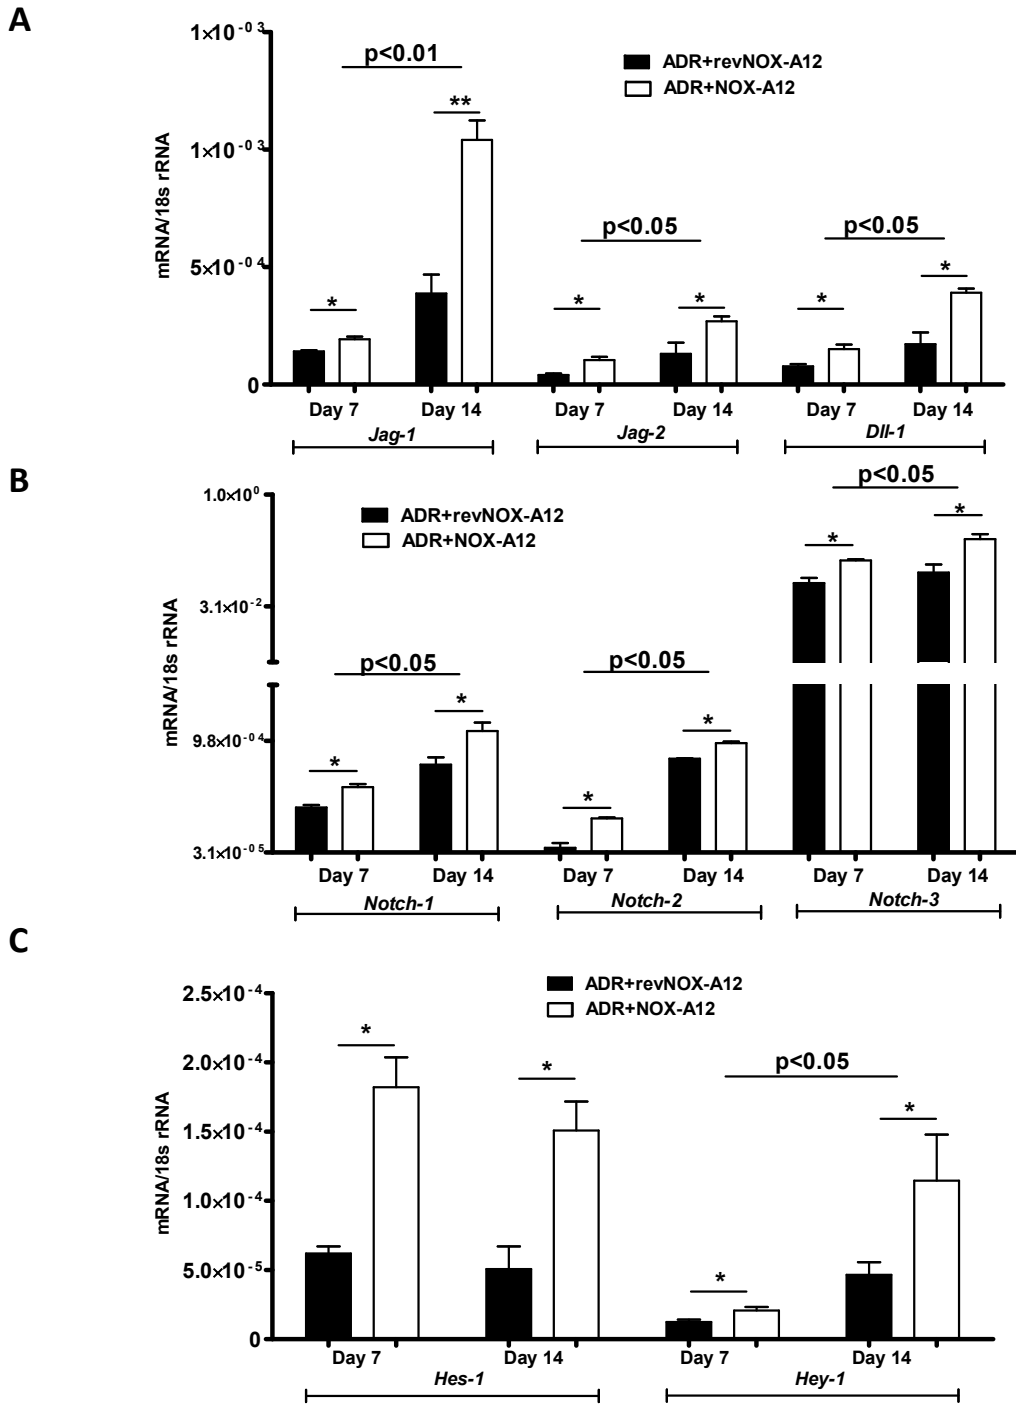 A
1×10⁻⁰³
p<0.01
ADR+revNOX-A12
ADR+NOX-A12
**
1×10⁻⁰³
mRNA/18s rRNA
p<0.05
p<0.05
5×10⁻⁰⁴
*
*
*
*
*
0
Day 7
Day 14
Day 7
Day 14
Day 7
Day 14
Jag-1
Jag-2
Dll-1
B
p<0.05
1.0×10⁰
ADR+revNOX-A12
ADR+NOX-A12
*
*
3.1×10⁻²
mRNA/18s rRNA
p<0.05
p<0.05
*
*
9.8×10⁻⁰⁴
*
*
3.1×10⁻⁰⁵
Day 7
Day 14
Day 7
Day 14
Day 7
Day 14
Notch-1
Notch-2
Notch-3
C
ADR+revNOX-A12
ADR+NOX-A12
2.5×10⁻⁴
*
2.0×10⁻⁴
p<0.05
*
*
1.5×10⁻⁴
mRNA/18s rRNA
1.0×10⁻⁴
5.0×10⁻⁵
*
0
Day 7
Day 14
Day 7
Day 14
Hes-1
Hey-1